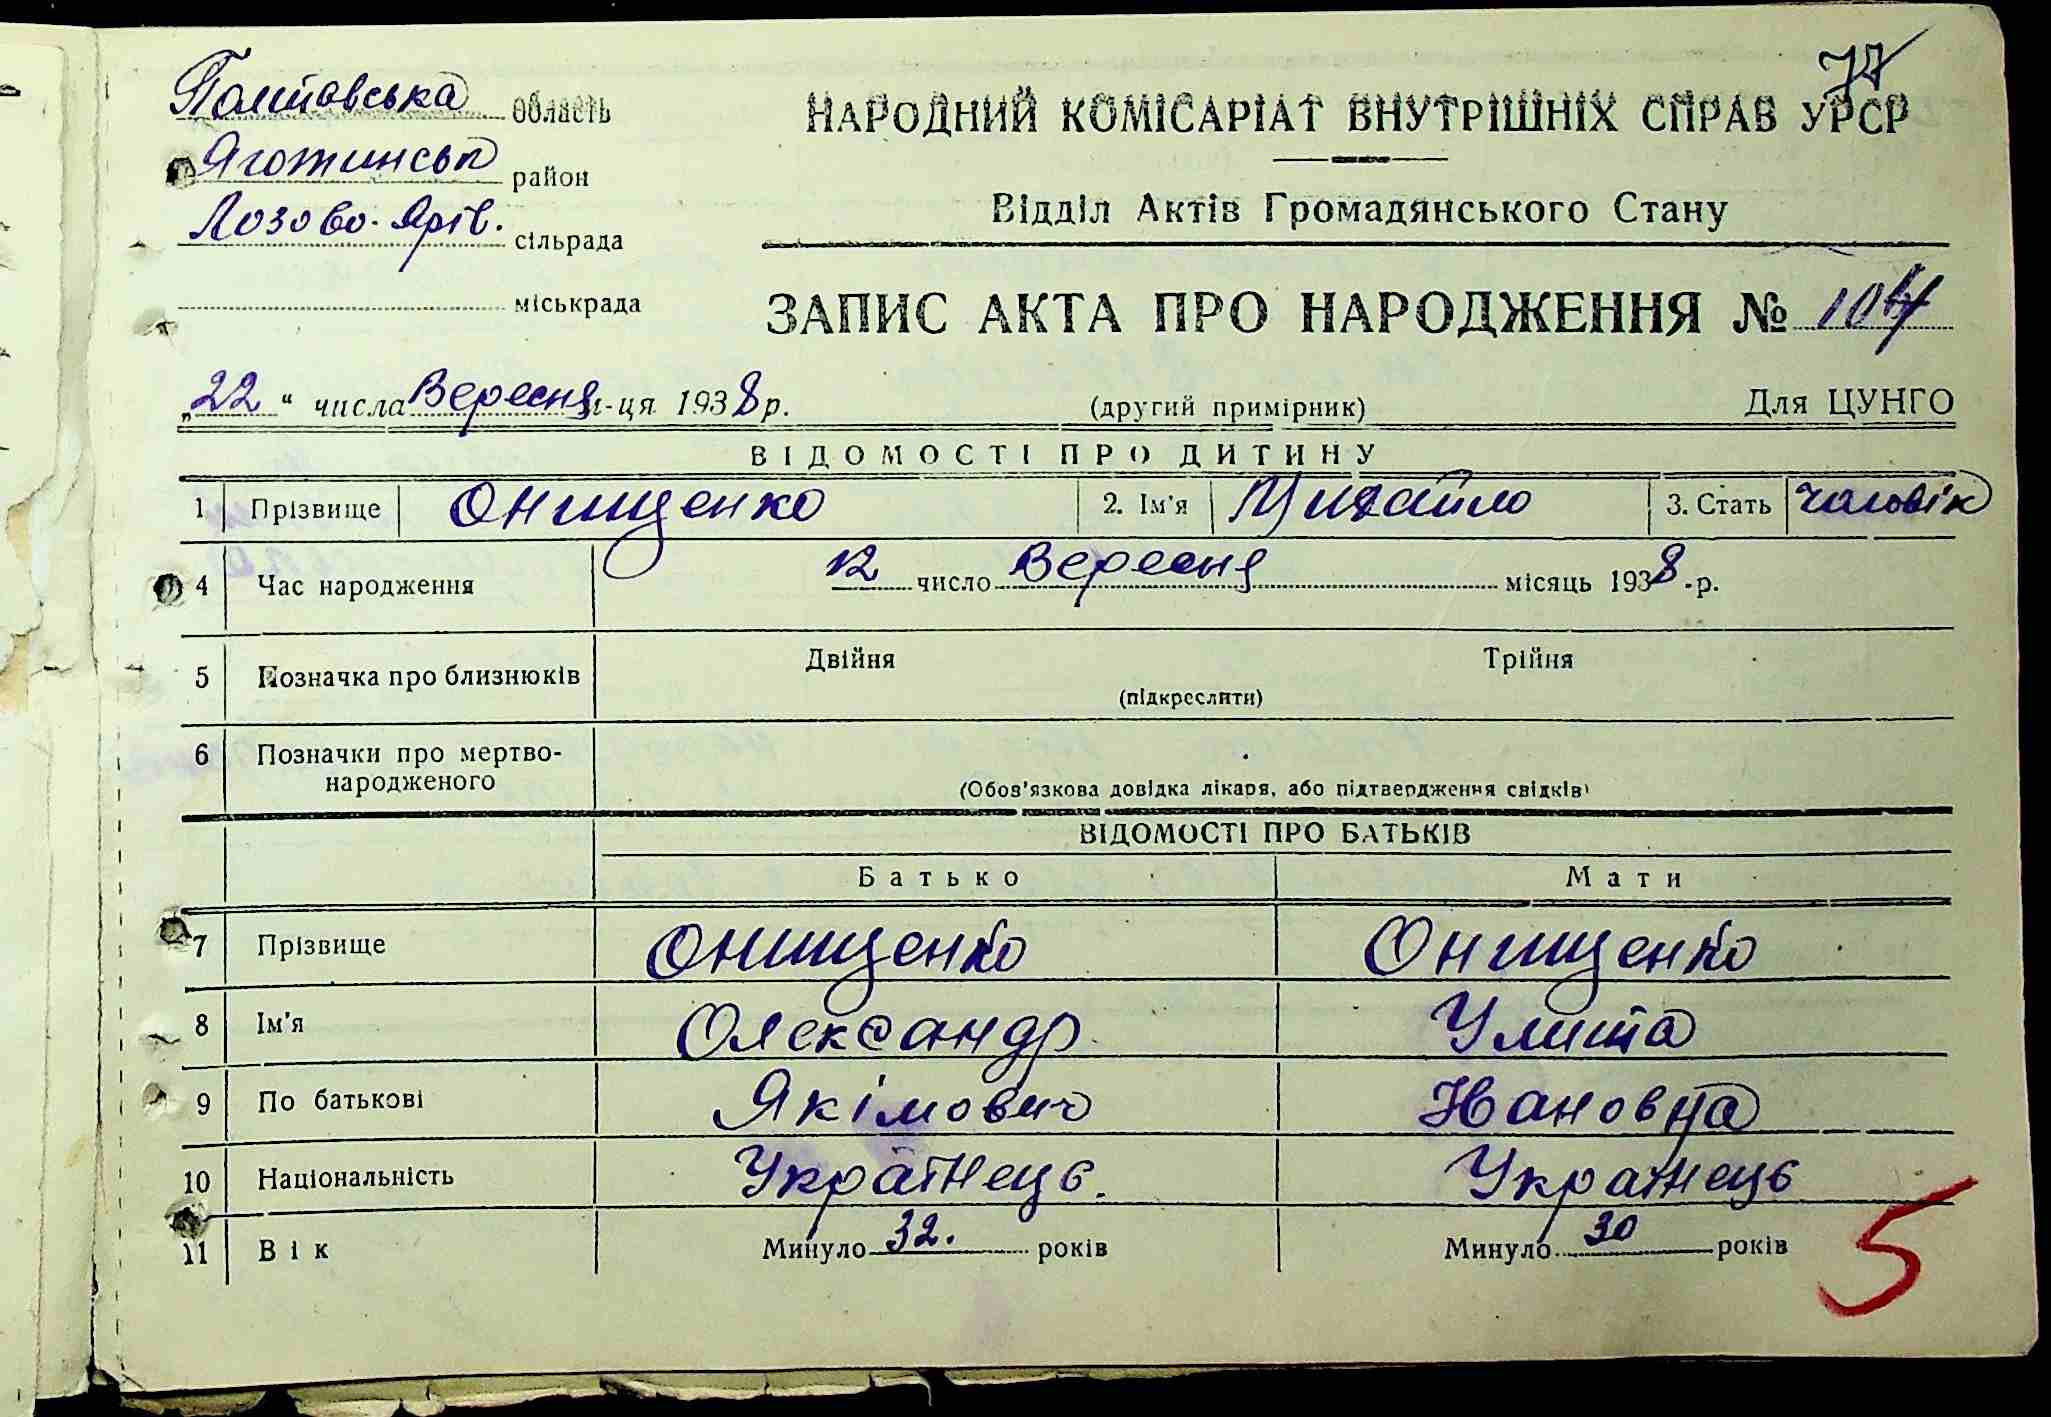 Полтавська область
Яготинськ район
Лозово-Ярів. сільрада
міськрада
77
НАРОДНИЙ КОМІСАРІАТ ВНУТРІШНІХ СПРАВ УРСР
Відділ Актів Громадянського Стану
ЗАПИС АКТА ПРО НАРОДЖЕННЯ №
„22“ числа Вересня м-ця 1938 р. (другий примірник) Для ЦУНГО
ВІДОМОСТІ ПРО ДИТИНУ
1 Прізвище Онищенко 2. Ім'я Михайло 3. Стать чоловік
4 Час народження 12 число Вересня місяць 1938-р.
5 Позначка про близнюків Двійня Трійня
(підкреслити)
6 Позначки про мертво-
народженого (Обов'язкова довідка лікаря, або підтвердження свідків)
ВІДОМОСТІ ПРО БАТЬКІВ
Батько Мати
7 Прізвище Онищенко Онищенко
8 Ім'я Олександр Улита
9 По батькові Якімович Івановна
10 Національність Українець. Українець
11 Вік Минуло 32. років Минуло 30 років
5